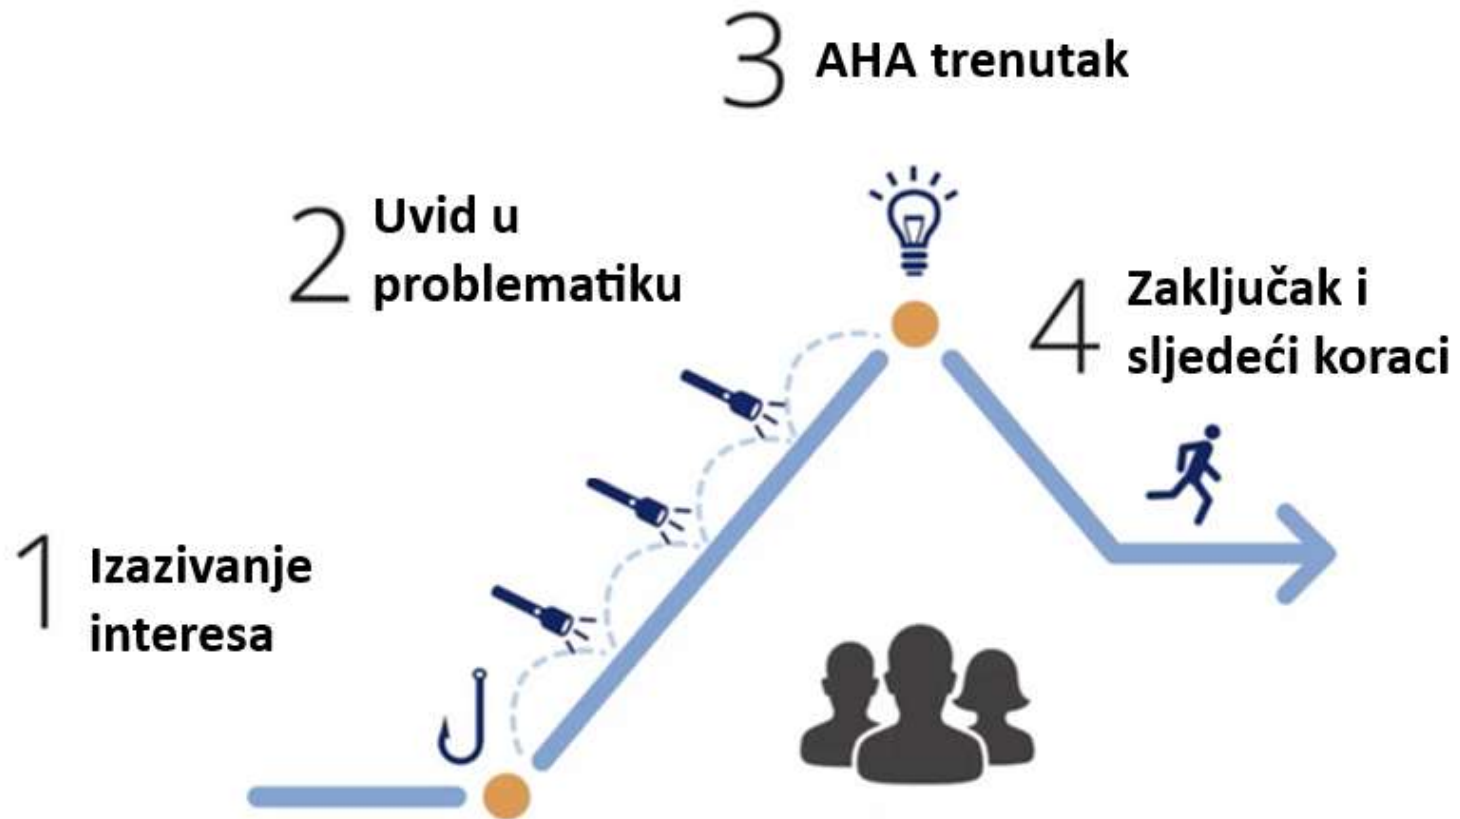 1
Izazivanje
interesa
2
Uvid u
problematiku
3
AHA trenutak
4
Zaključak i
sljedeći koraci